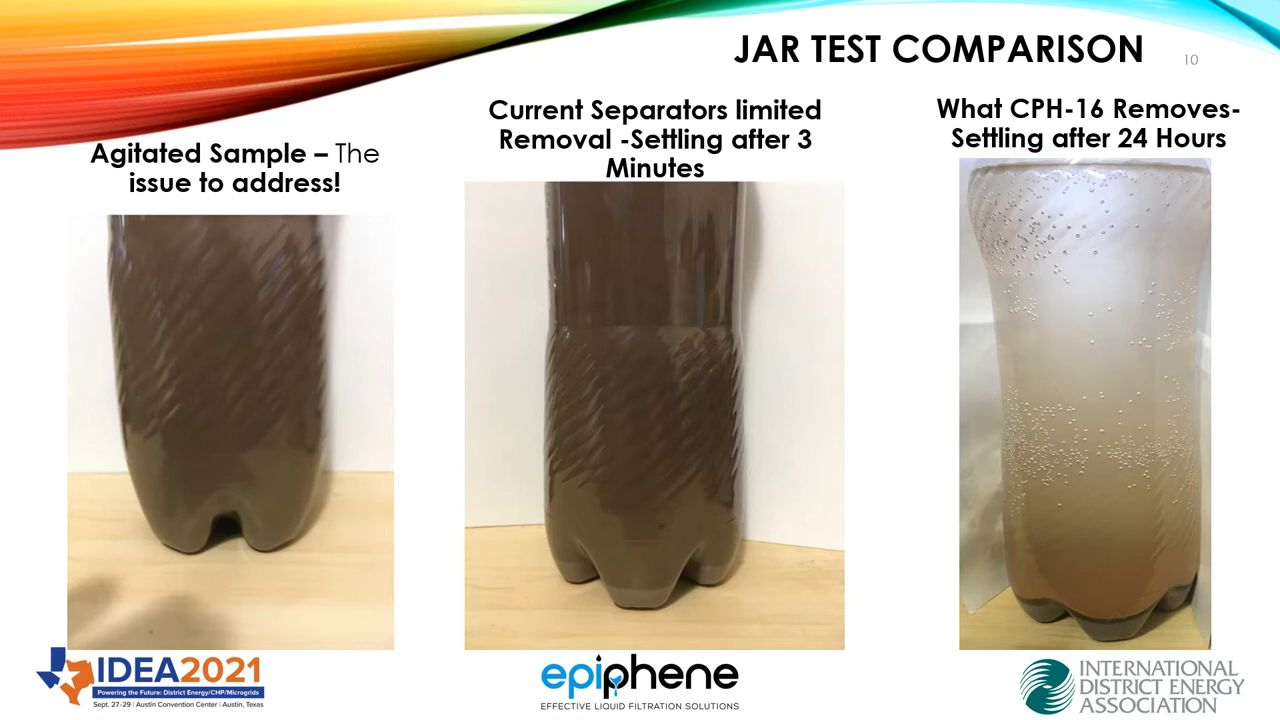 JAR TEST COMPARISON
10
Agitated Sample – The
issue to address!
Current Separators limited
Removal -Settling after 3
Minutes
What CPH-16 Removes-
Settling after 24 Hours
IDEA2021
Powering the Future: District Energy/CHP/Microgrids
Sept. 27-29 | Austin Convention Center | Austin, Texas
epiphene
EFFECTIVE LIQUID FILTRATION SOLUTIONS
INTERNATIONAL
DISTRICT ENERGY
ASSOCIATION